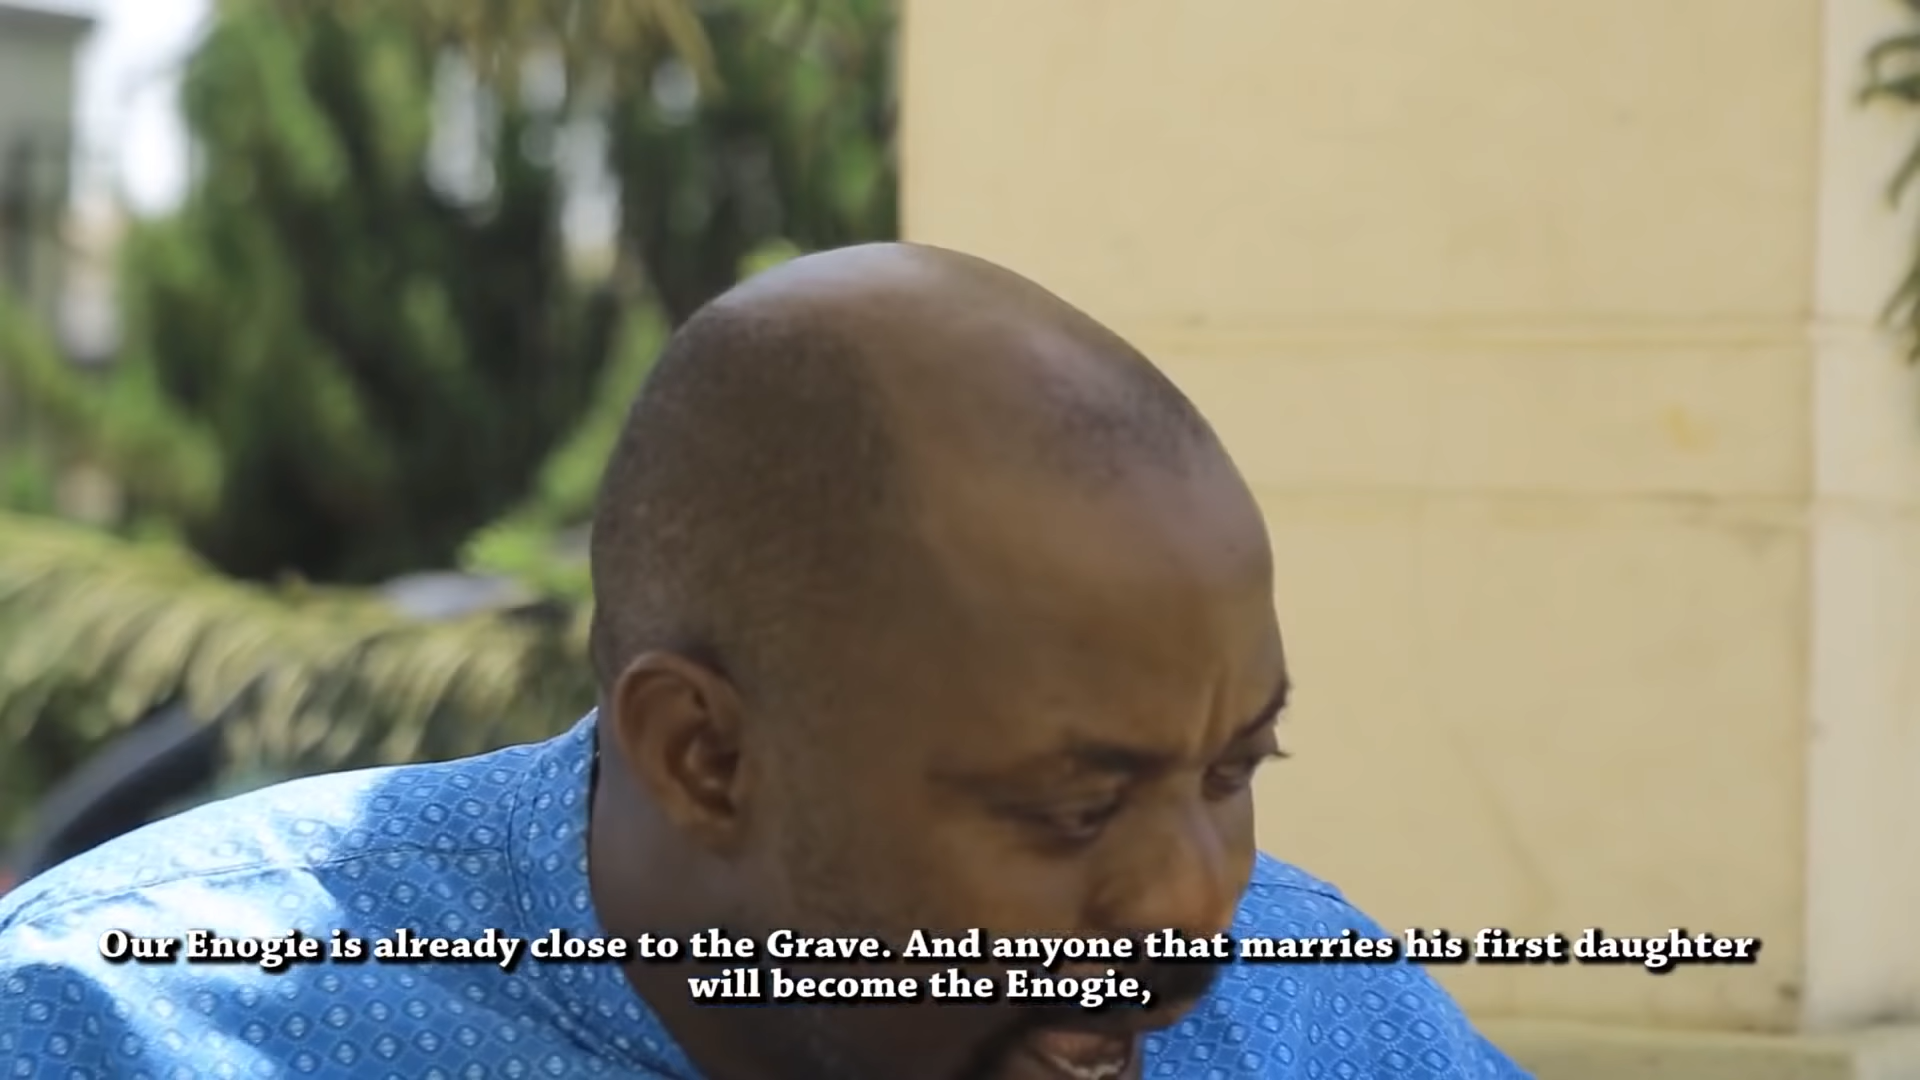 Our Enogie is already close to the Grave. And anyone that marries his first daughter
will become the Enogie,